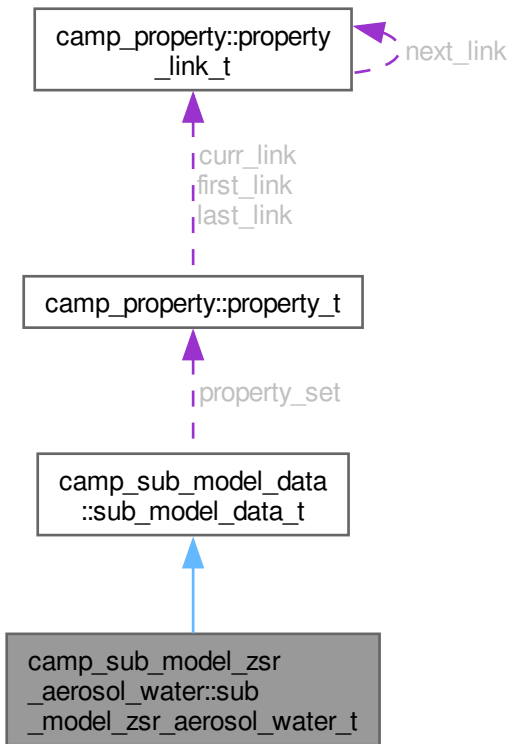 camp_property::property
_link_t
next_link
curr_link
first_link
last_link
camp_property::property_t
property_set
camp_sub_model_data
::sub_model_data_t
camp_sub_model_zsr
_aerosol_water::sub
_model_zsr_aerosol_water_t